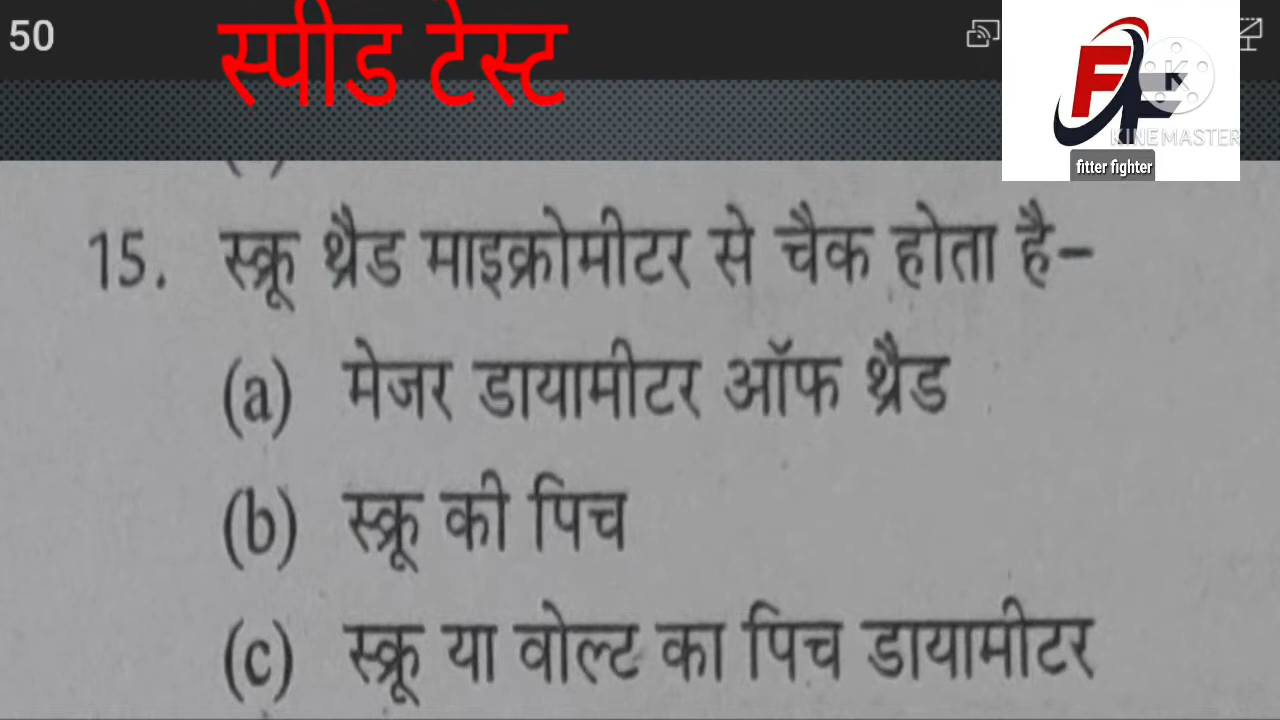 50
स्पीड टेस्ट
K
KINEMASTER
fitter fighter
15. स्क्रू थ्रैड माइक्रोमीटर से चैक होता है–
(a) मेजर डायामीटर ऑफ थ्रैड
(b) स्क्रू की पिच
(c) स्क्रू या वोल्ट का पिच डायामीटर